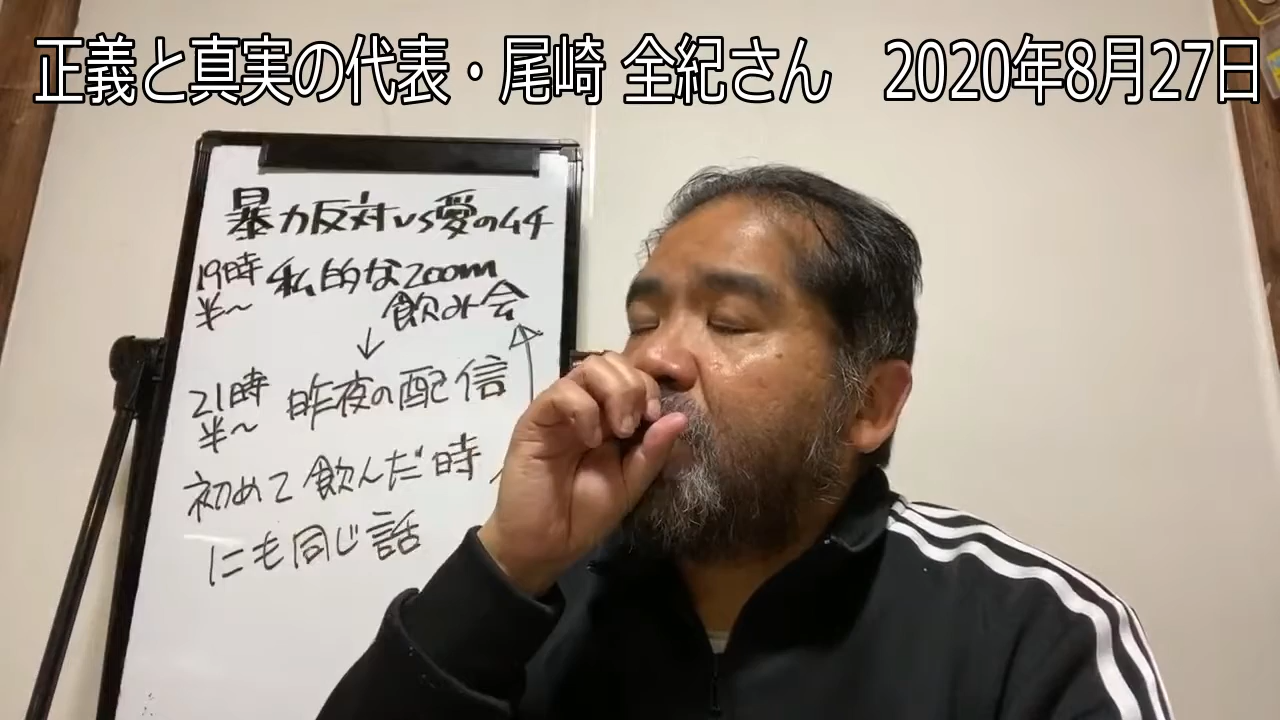 正義と真実の代表・尾崎 全紀さん　2020年8月27日
暴力反対vs愛のムチ
19時半～ 私的なzoom
飲み会
↓
21時半～ 昨夜の配信
初めて飲んだ時
にも同じ話